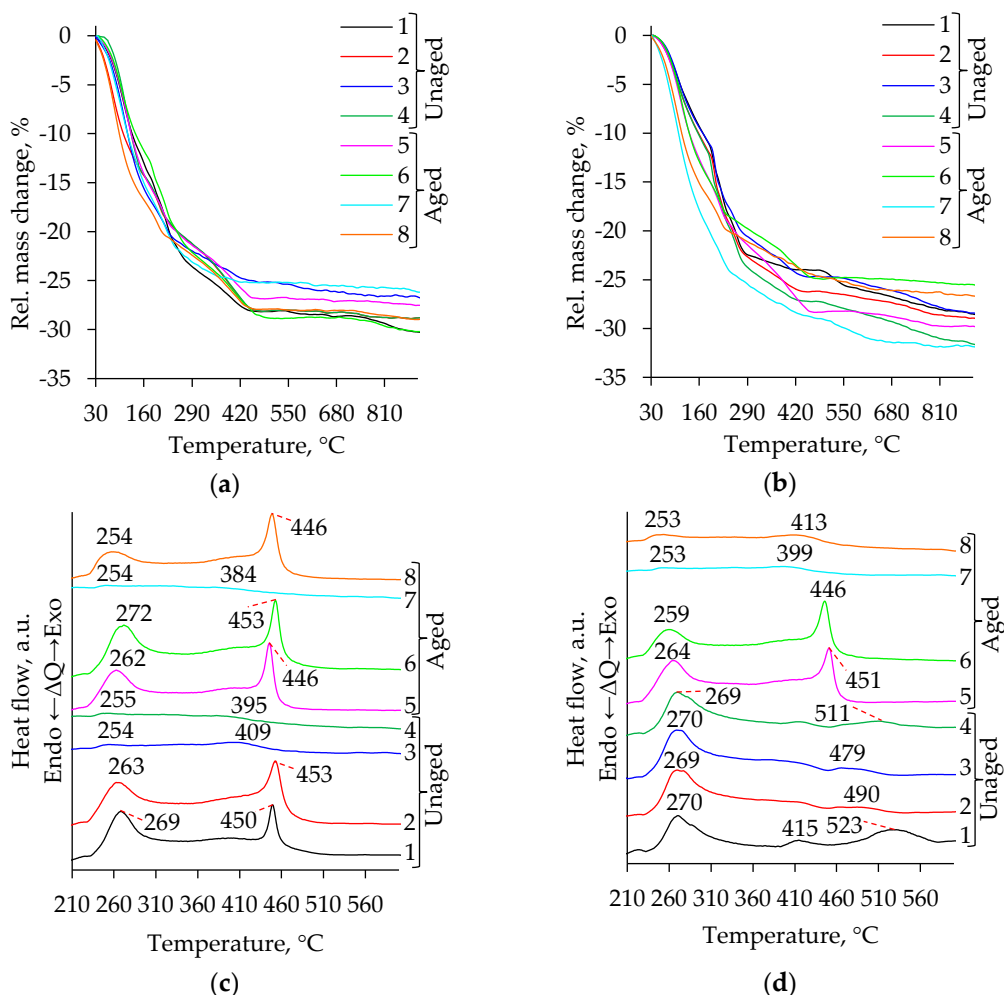 0
-5
-10
-15
-20
-25
-30
-35
Rel. mass change, %
30 160 290 420 550 680 810
Temperature, °C
1
2
3
4
5
6
7
8
Unaged
Aged
(a)
0
-5
-10
-15
-20
-25
-30
-35
Rel. mass change, %
30 160 290 420 550 680 810
Temperature, °C
1
2
3
4
5
6
7
8
Unaged
Aged
(b)
Heat flow, a.u.
Endo ←ΔQ→Exo
254 446 8
254 384 7
272 453 6
262 446 5
255 395 4
254 409 3
263 453 2
269 450 1
Aged
Unaged
210 260 310 360 410 460 510 560
Temperature, °C
(c)
Heat flow, a.u.
Endo ←ΔQ→Exo
253 413 8
253 399 7
259 446 6
264 451 5
269 511 4
270 479 3
269 490 2
270 415 523 1
Aged
Unaged
210 260 310 360 410 460 510 560
Temperature, °C
(d)